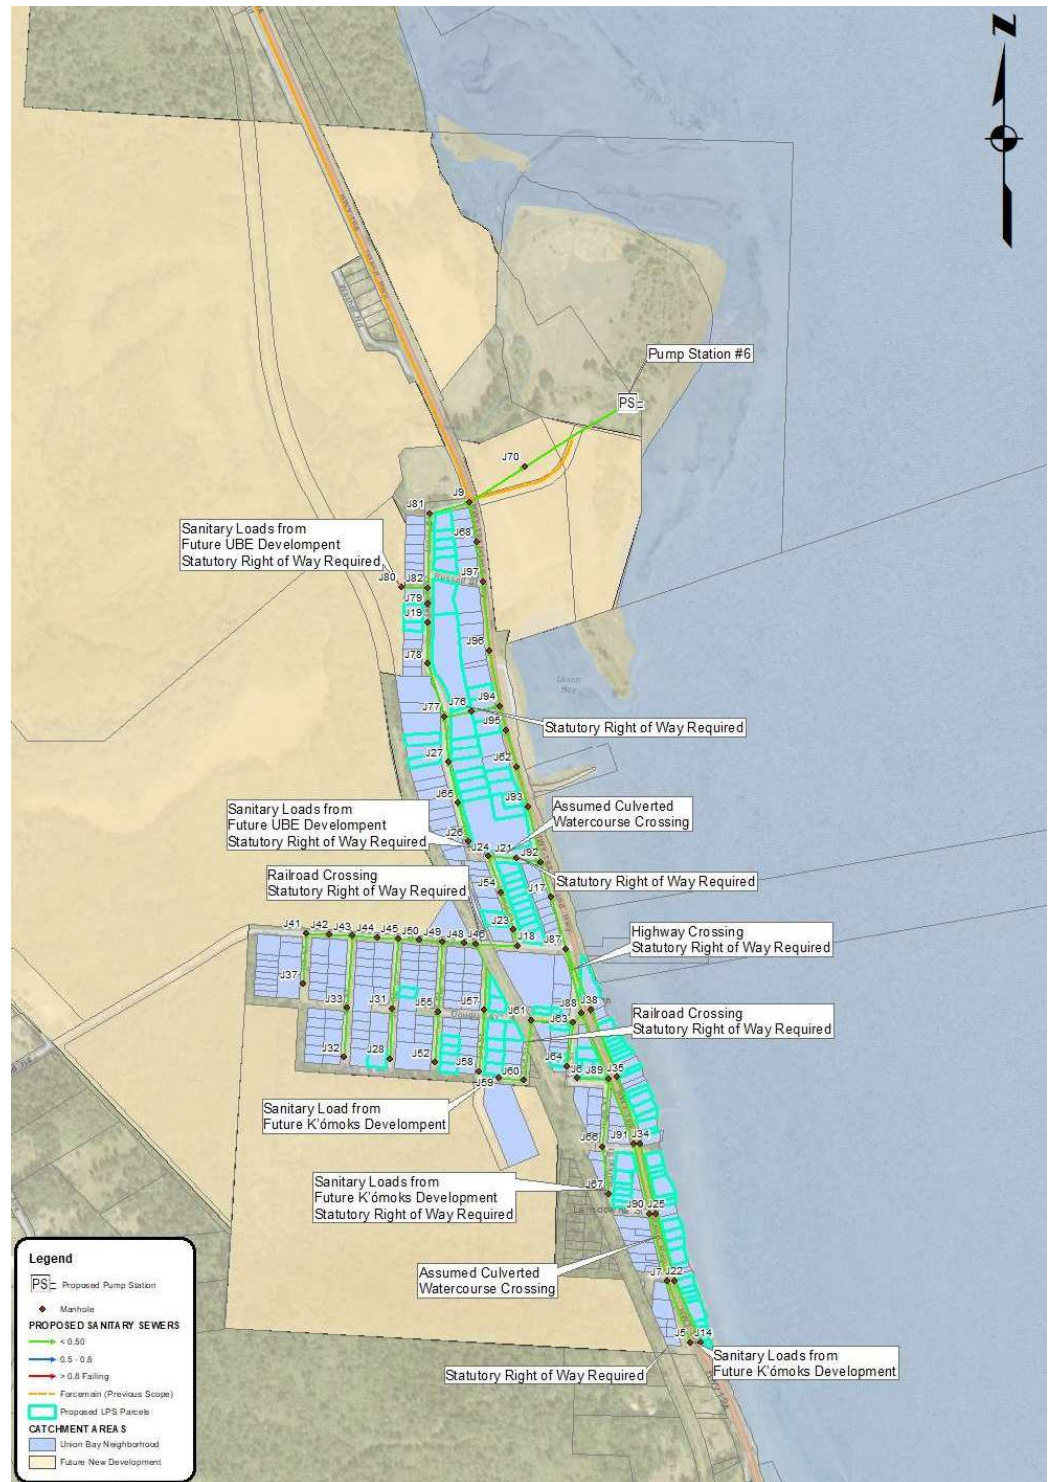 Z
Pump Station #6
PS
J70
J9
J81
J68
Sanitary Loads from
Future UBE Develompent
Statutory Right of Way Required
J80
J82
J97
J79
J19
J96
J78
Union
Bay
J76
J94
J77
J95
Statutory Right of Way Required
J27
J62
J65
J93
Sanitary Loads from
Future UBE Develompent
Statutory Right of Way Required
Assumed Culverted
Watercourse Crossing
J26
J24
J21
J92
Railroad Crossing
Statutory Right of Way Required
J54
J17
Statutory Right of Way Required
J23
J41
J42
J43
J44
J45
J50
J49
J48
J46
J18
J87
Highway Crossing
Statutory Right of Way Required
J37
J33
J31
J55
J57
J61
J63
J88
J38
Railroad Crossing
Statutory Right of Way Required
J32
J28
J52
J58
J59
J60
J64
J6
J89
J35
Sanitary Load from
Future K'ómoks Develompent
J66
J91
J34
Sanitary Loads from
Future K'ómoks Development
Statutory Right of Way Required
J67
J90
J25
Assumed Culverted
Watercourse Crossing
J7
J22
J5
J14
Sanitary Loads from
Future K'ómoks Development
Statutory Right of Way Required
Legend
PS Proposed Pump Station
Manhole
PROPOSED SANITARY SEWERS
< 0.50
0.5 - 0.8
> 0.8 Failing
Forcemain (Previous Scope)
Proposed LPS Parcels
CATCHMENT AREAS
Union Bay Neighborhood
Future New Development